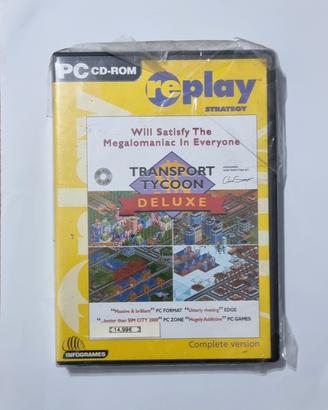 PC CD-ROM
replay
STRATEGY
Will Satisfy The
Megalomaniac In Everyone
TRANSPORT
TYCOON
DELUXE
"Massive & brilliant" PC FORMAT "Utterly riveting" EDGE
"...better than SIM CITY 2000" PC ZONE "Hugely Addictive" PC GAMES
14,99€
INFOGRAMES
Complete version